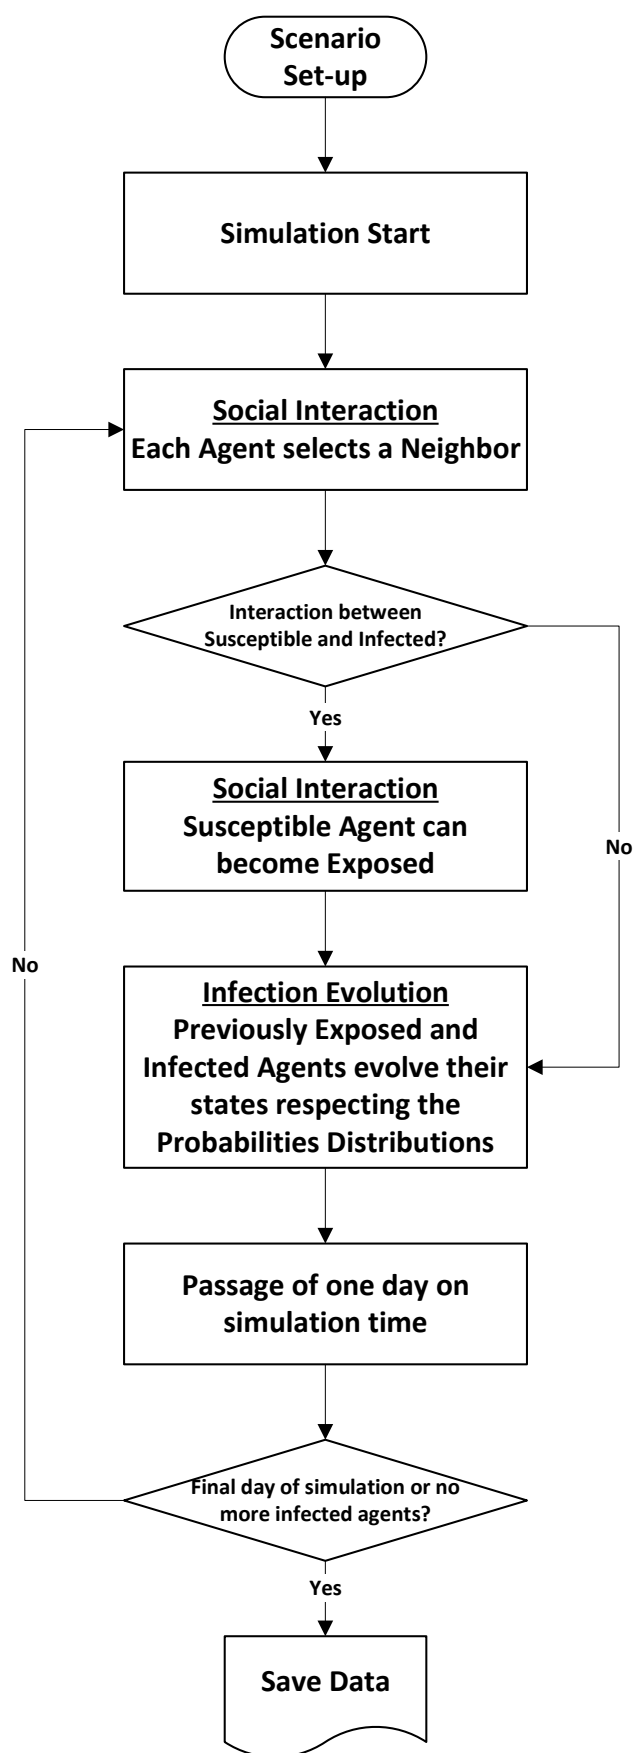 Scenario
Set-up
Simulation Start
Social Interaction
Each Agent selects a Neighbor
Interaction between
Susceptible and Infected?
Yes
Social Interaction
Susceptible Agent can
become Exposed
No
No
Infection Evolution
Previously Exposed and
Infected Agents evolve their
states respecting the
Probabilities Distributions
Passage of one day on
simulation time
Final day of simulation or no
more infected agents?
Yes
Save Data